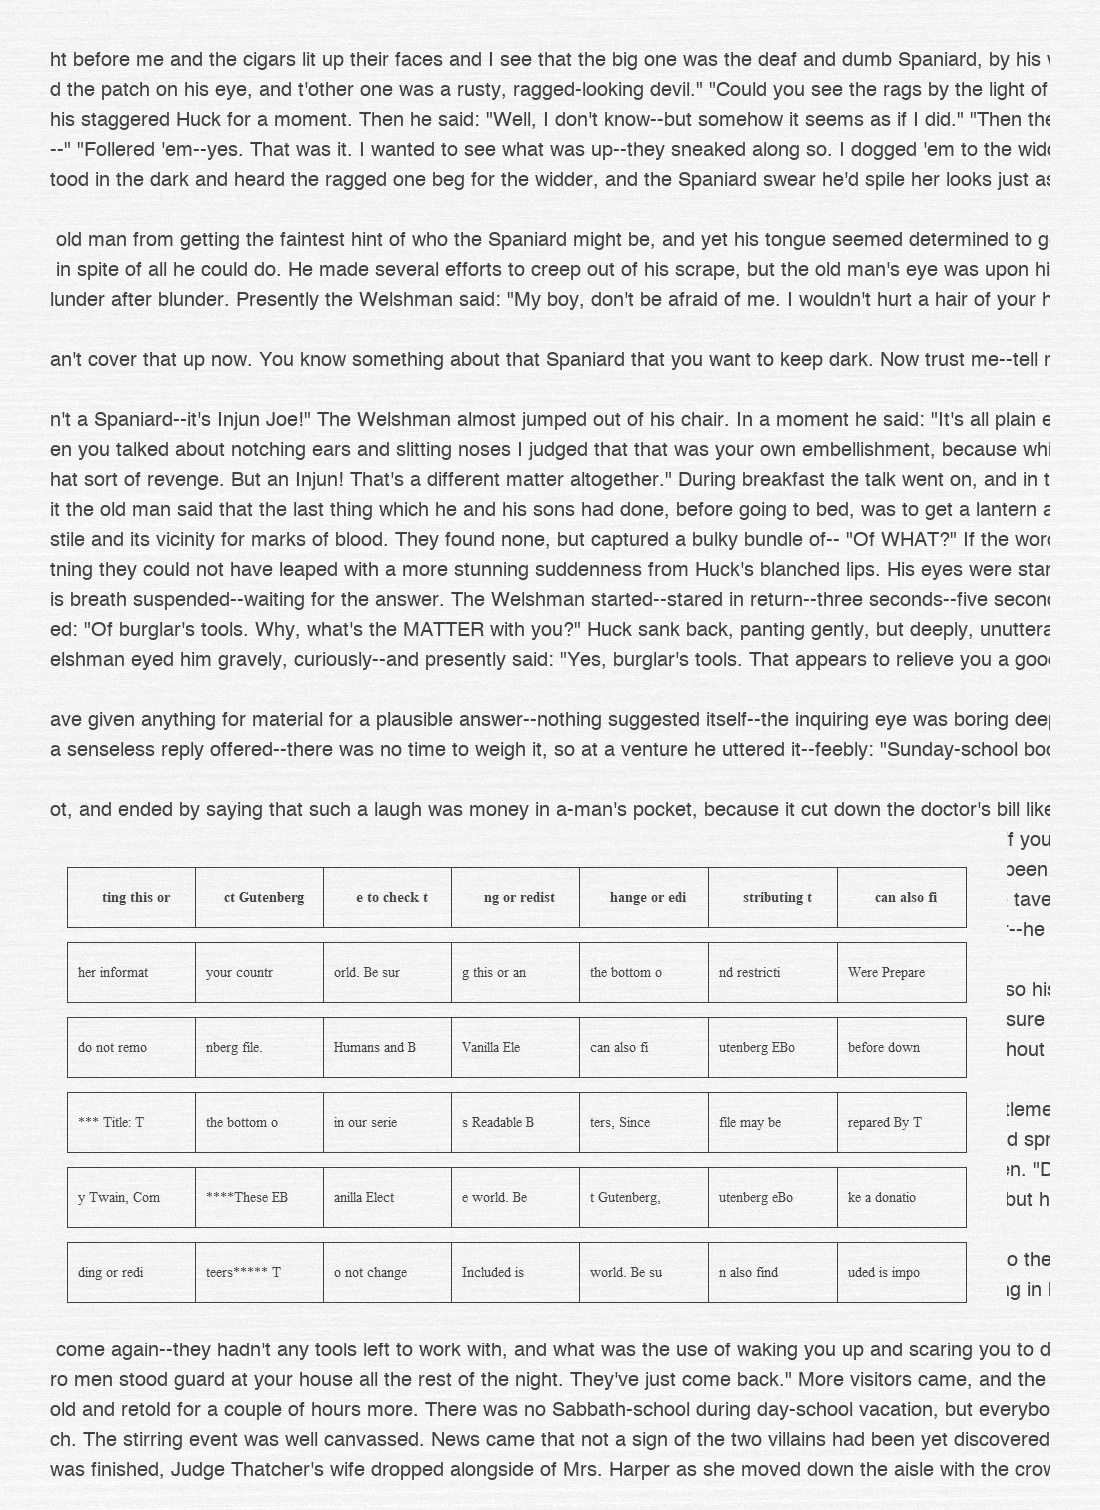 ht before me and the cigars lit up their faces and I see that the big one was the deaf and dumb Spaniard, by his
d the patch on his eye, and t'other one was a rusty, ragged-looking devil." "Could you see the rags by the light of
his staggered Huck for a moment. Then he said: "Well, I don't know--but somehow it seems as if I did." "Then the
--" "Follered 'em--yes. That was it. I wanted to see what was up--they sneaked along so. I dogged 'em to the wid
tood in the dark and heard the ragged one beg for the widder, and the Spaniard swear he'd spile her looks just as
old man from getting the faintest hint of who the Spaniard might be, and yet his tongue seemed determined to g
in spite of all he could do. He made several efforts to creep out of his scrape, but the old man's eye was upon hi
lunder after blunder. Presently the Welshman said: "My boy, don't be afraid of me. I wouldn't hurt a hair of your h
an't cover that up now. You know something about that Spaniard that you want to keep dark. Now trust me--tell
n't a Spaniard--it's Injun Joe!" The Welshman almost jumped out of his chair. In a moment he said: "It's all plain e
en you talked about notching ears and slitting noses I judged that that was your own embellishment, because whi
hat sort of revenge. But an Injun! That's a different matter altogether." During breakfast the talk went on, and in t
it the old man said that the last thing which he and his sons had done, before going to bed, was to get a lantern a
stile and its vicinity for marks of blood. They found none, but captured a bulky bundle of-- "Of WHAT?" If the word
tning they could not have leaped with a more stunning suddenness from Huck's blanched lips. His eyes were star
is breath suspended--waiting for the answer. The Welshman started--stared in return--three seconds--five second
ed: "Of burglar's tools. Why, what's the MATTER with you?" Huck sank back, panting gently, but deeply, unuttera
elshman eyed him gravely, curiously--and presently said: "Yes, burglar's tools. That appears to relieve you a good
ave given anything for material for a plausible answer--nothing suggested itself--the inquiring eye was boring deep
a senseless reply offered--there was no time to weigh it, so at a venture he uttered it--feebly: "Sunday-school boo
ot, and ended by saying that such a laugh was money in a-man's pocket, because it cut down the doctor's bill like
f you
been
ting this or ct Gutenberg e to check t ng or redist hange or edi stributing t can also fi
tave
--he
her informat your countr orld. Be sur g this or an the bottom o nd restricti Were Prepare
so his
sure
do not remo nberg file. Humans and B Vanilla Ele can also fi utenberg EBo before down
hout
tleme
*** Title: T the bottom o in our serie s Readable B ters, Since file may be repared By T
d spr
en. "D
y Twain, Com ****These EB anilla Elect e world. Be t Gutenberg, utenberg eBo ke a donatio
but h
o the
ding or redi teers***** T o not change Included is world. Be su n also find uded is impo
ng in
come again--they hadn't any tools left to work with, and what was the use of waking you up and scaring you to d
ro men stood guard at your house all the rest of the night. They've just come back." More visitors came, and the
old and retold for a couple of hours more. There was no Sabbath-school during day-school vacation, but everybo
ch. The stirring event was well canvassed. News came that not a sign of the two villains had been yet discovered
was finished, Judge Thatcher's wife dropped alongside of Mrs. Harper as she moved down the aisle with the crow